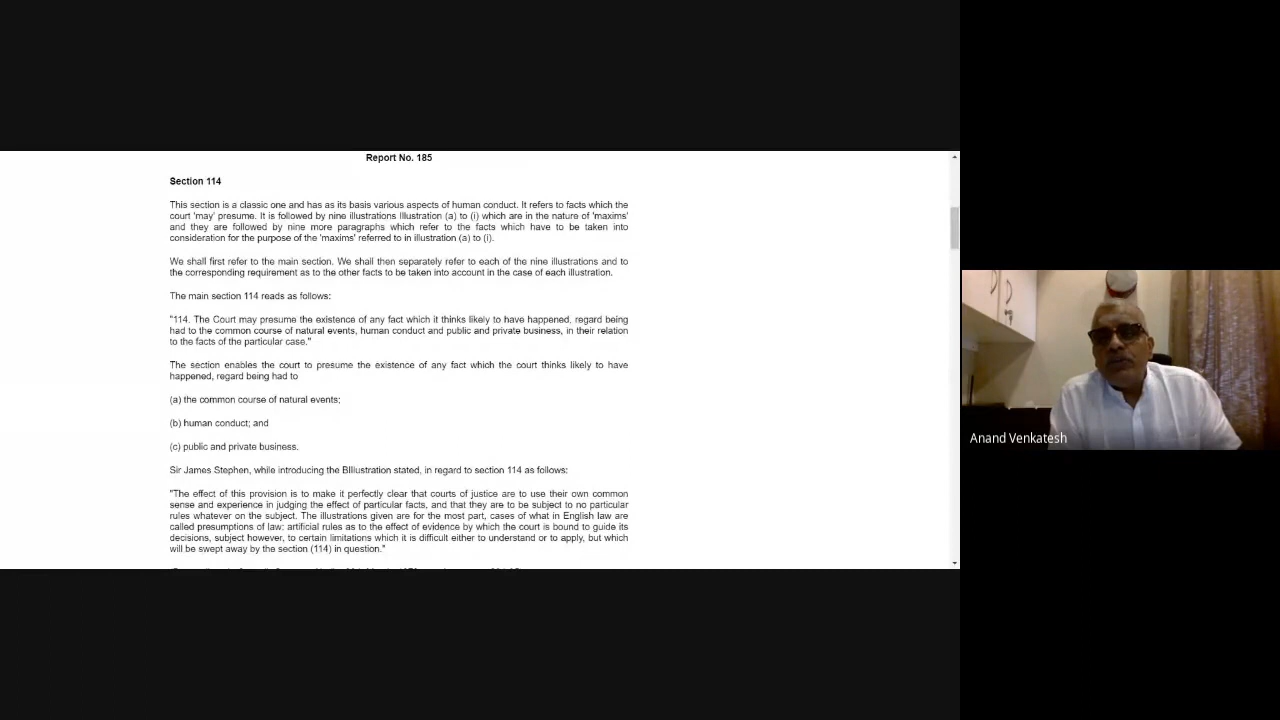 Report No. 185
Section 114
This section is a classic one and has as its basis various aspects of human conduct. It refers to facts which the
court 'may' presume. It is followed by nine illustrations Illustration (a) to (i) which are in the nature of 'maxims'
and they are followed by nine more paragraphs which refer to the facts which have to be taken into
consideration for the purpose of the 'maxims' referred to in illustration (a) to (i).
We shall first refer to the main section. We shall then separately refer to each of the nine illustrations and to
the corresponding requirement as to the other facts to be taken into account in the case of each illustration.
The main section 114 reads as follows:
"114. The Court may presume the existence of any fact which it thinks likely to have happened, regard being
had to the common course of natural events, human conduct and public and private business, in their relation
to the facts of the particular case."
The section enables the court to presume the existence of any fact which the court thinks likely to have
happened, regard being had to
(a) the common course of natural events;
(b) human conduct; and
(c) public and private business.
Sir James Stephen, while introducing the BIllustration stated, in regard to section 114 as follows:
"The effect of this provision is to make it perfectly clear that courts of justice are to use their own common
sense and experience in judging the effect of particular facts, and that they are to be subject to no particular
rules whatever on the subject. The illustrations given are for the most part, cases of what in English law are
called presumptions of law: artificial rules as to the effect of evidence by which the court is bound to guide its
decisions, subject however, to certain limitations which it is difficult either to understand or to apply, but which
will be swept away by the section (114) in question."
Anand Venkatesh